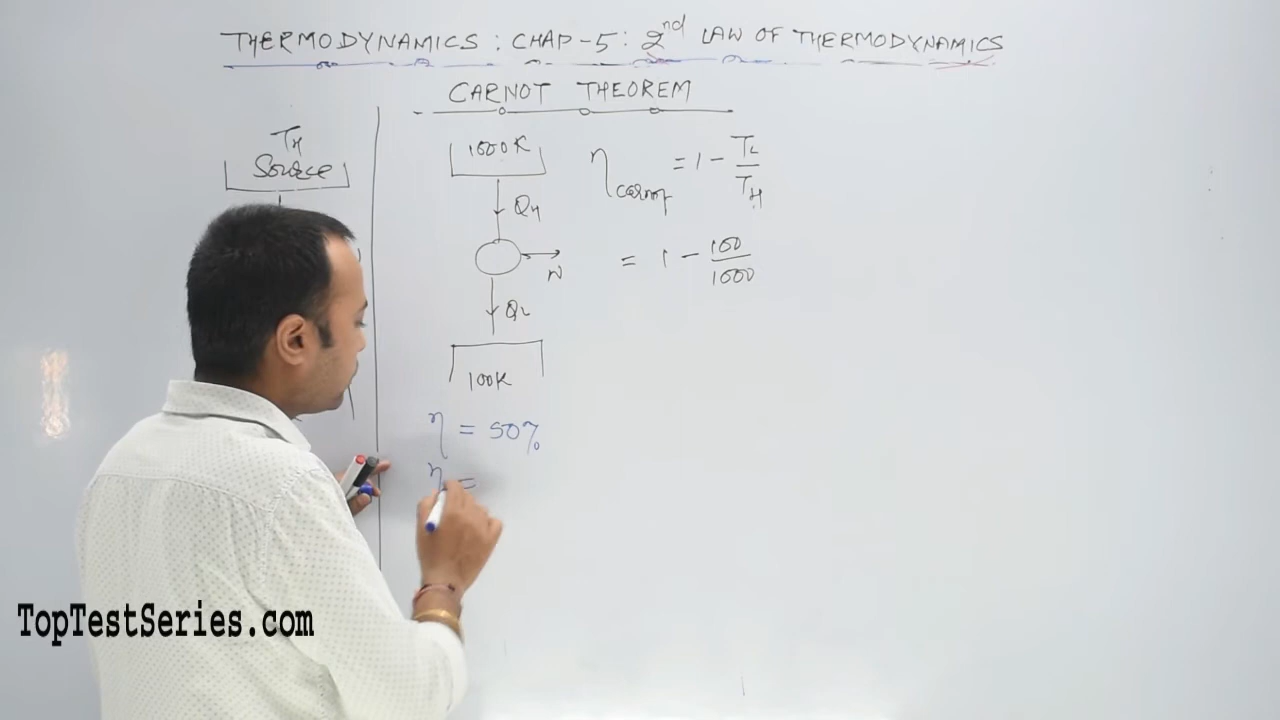 THERMODYNAMICS : CHAP-5 : 2nd LAW OF THERMODYNAMICS
CARNOT THEOREM
TH
Source
1000K
QH
W
QL
100K
η = 50%
η =
ηcarnot = 1 - TL/TH
= 1 - 100/1000
TopTestSeries.com